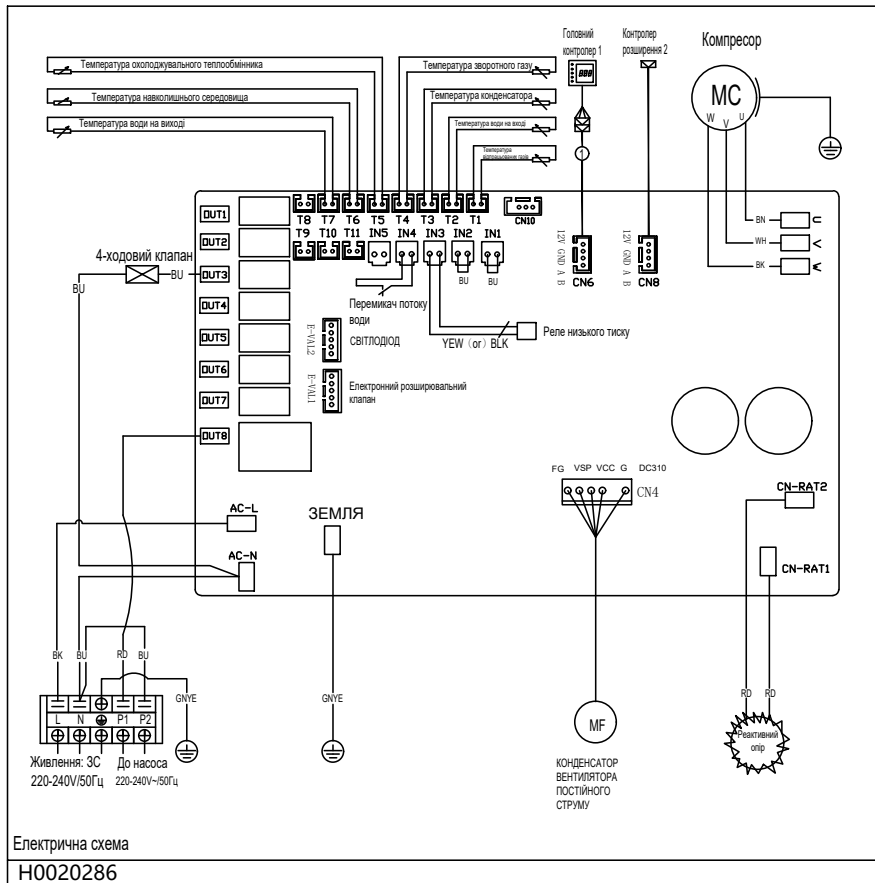 Головний
контролер 1
Контролер
розширення 2
Компресор
Температура охолоджувального теплообмінника
Температура зворотного газу
Температура навколишнього середовища
Температура конденсатора
Температура води на виході
Температура води на вході
Температура
відпрацьованих газів
888
1
MC
W V U
T8 T7 T6 T5 T4 T3 T2 T1
CN10
T9 T10 T11 IN5 IN4 IN3 IN2 IN1
12V GND A B
CN6
12V GND A B
CN8
BN U
WH V
BK W
OUT1
OUT2
OUT3
OUT4
OUT5
OUT6
OUT7
OUT8
4-ходовий клапан
BU
BU
BU
BU
Перемикач потоку
води
YEW (or) BLK
Реле низького тиску
E-VAL2
СВІТЛОДІОД
E-VAL1
Електронний розширювальний
клапан
FG VSP VCC G DC310
CN4
CN-RAT2
CN-RAT1
AC-L
AC-N
ЗЕМЛЯ
BK BU RD BU
GNYE
GNYE
RD RD
L N P1 P2
Живлення: ЗС
220-240V/50Гц
До насоса
220-240V~/50Гц
MF
КОНДЕНСАТОР
ВЕНТИЛЯТОРА
ПОСТІЙНОГО
СТРУМУ
Реактивний
опір
Електрична схема
H0020286